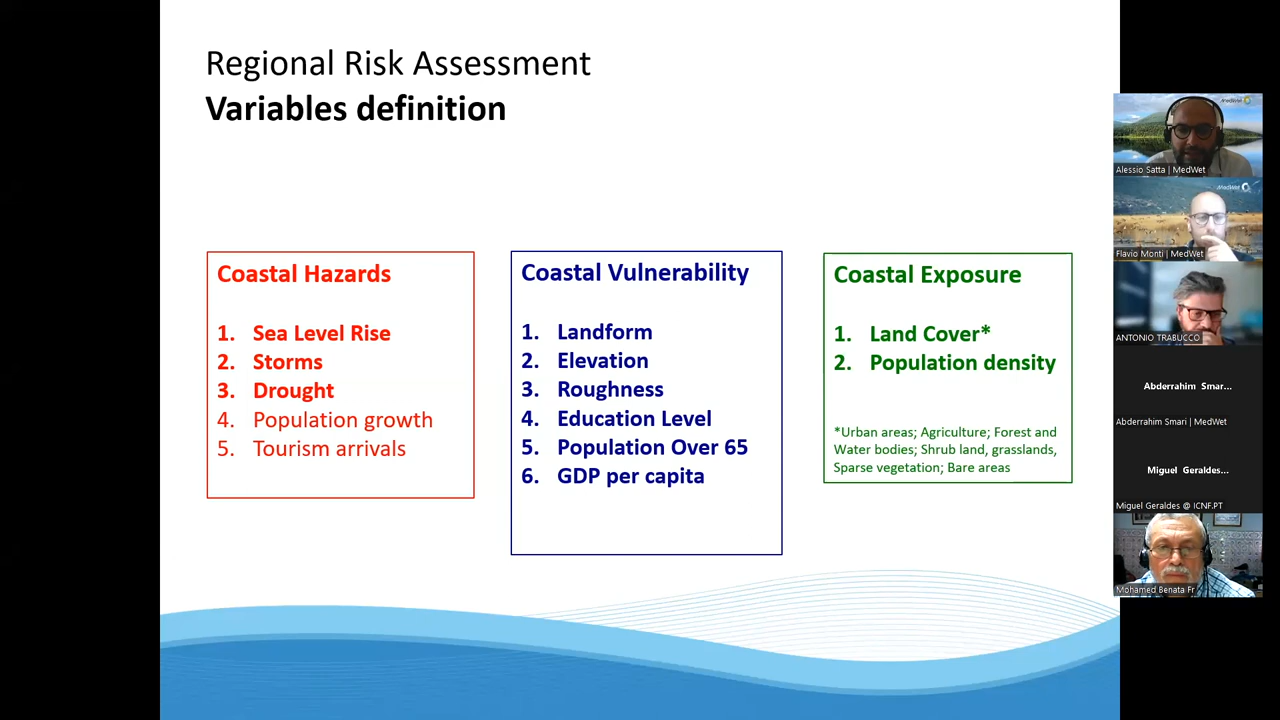 Regional Risk Assessment
Variables definition
Coastal Hazards
1. Sea Level Rise
2. Storms
3. Drought
4. Population growth
5. Tourism arrivals
Coastal Vulnerability
1. Landform
2. Elevation
3. Roughness
4. Education Level
5. Population Over 65
6. GDP per capita
Coastal Exposure
1. Land Cover*
2. Population density
*Urban areas; Agriculture; Forest and
Water bodies; Shrub land, grasslands,
Sparse vegetation; Bare areas
MedWet
Alessio Satta | MedWet
MedWet
Flavio Monti | MedWet
ANTONIO TRABUCCO
Abderrahim Smar...
Abderrahim Smari | MedWet
Miguel Geraldes...
Miguel Geraldes @ ICNF.PT
Mohamed Benata Fr